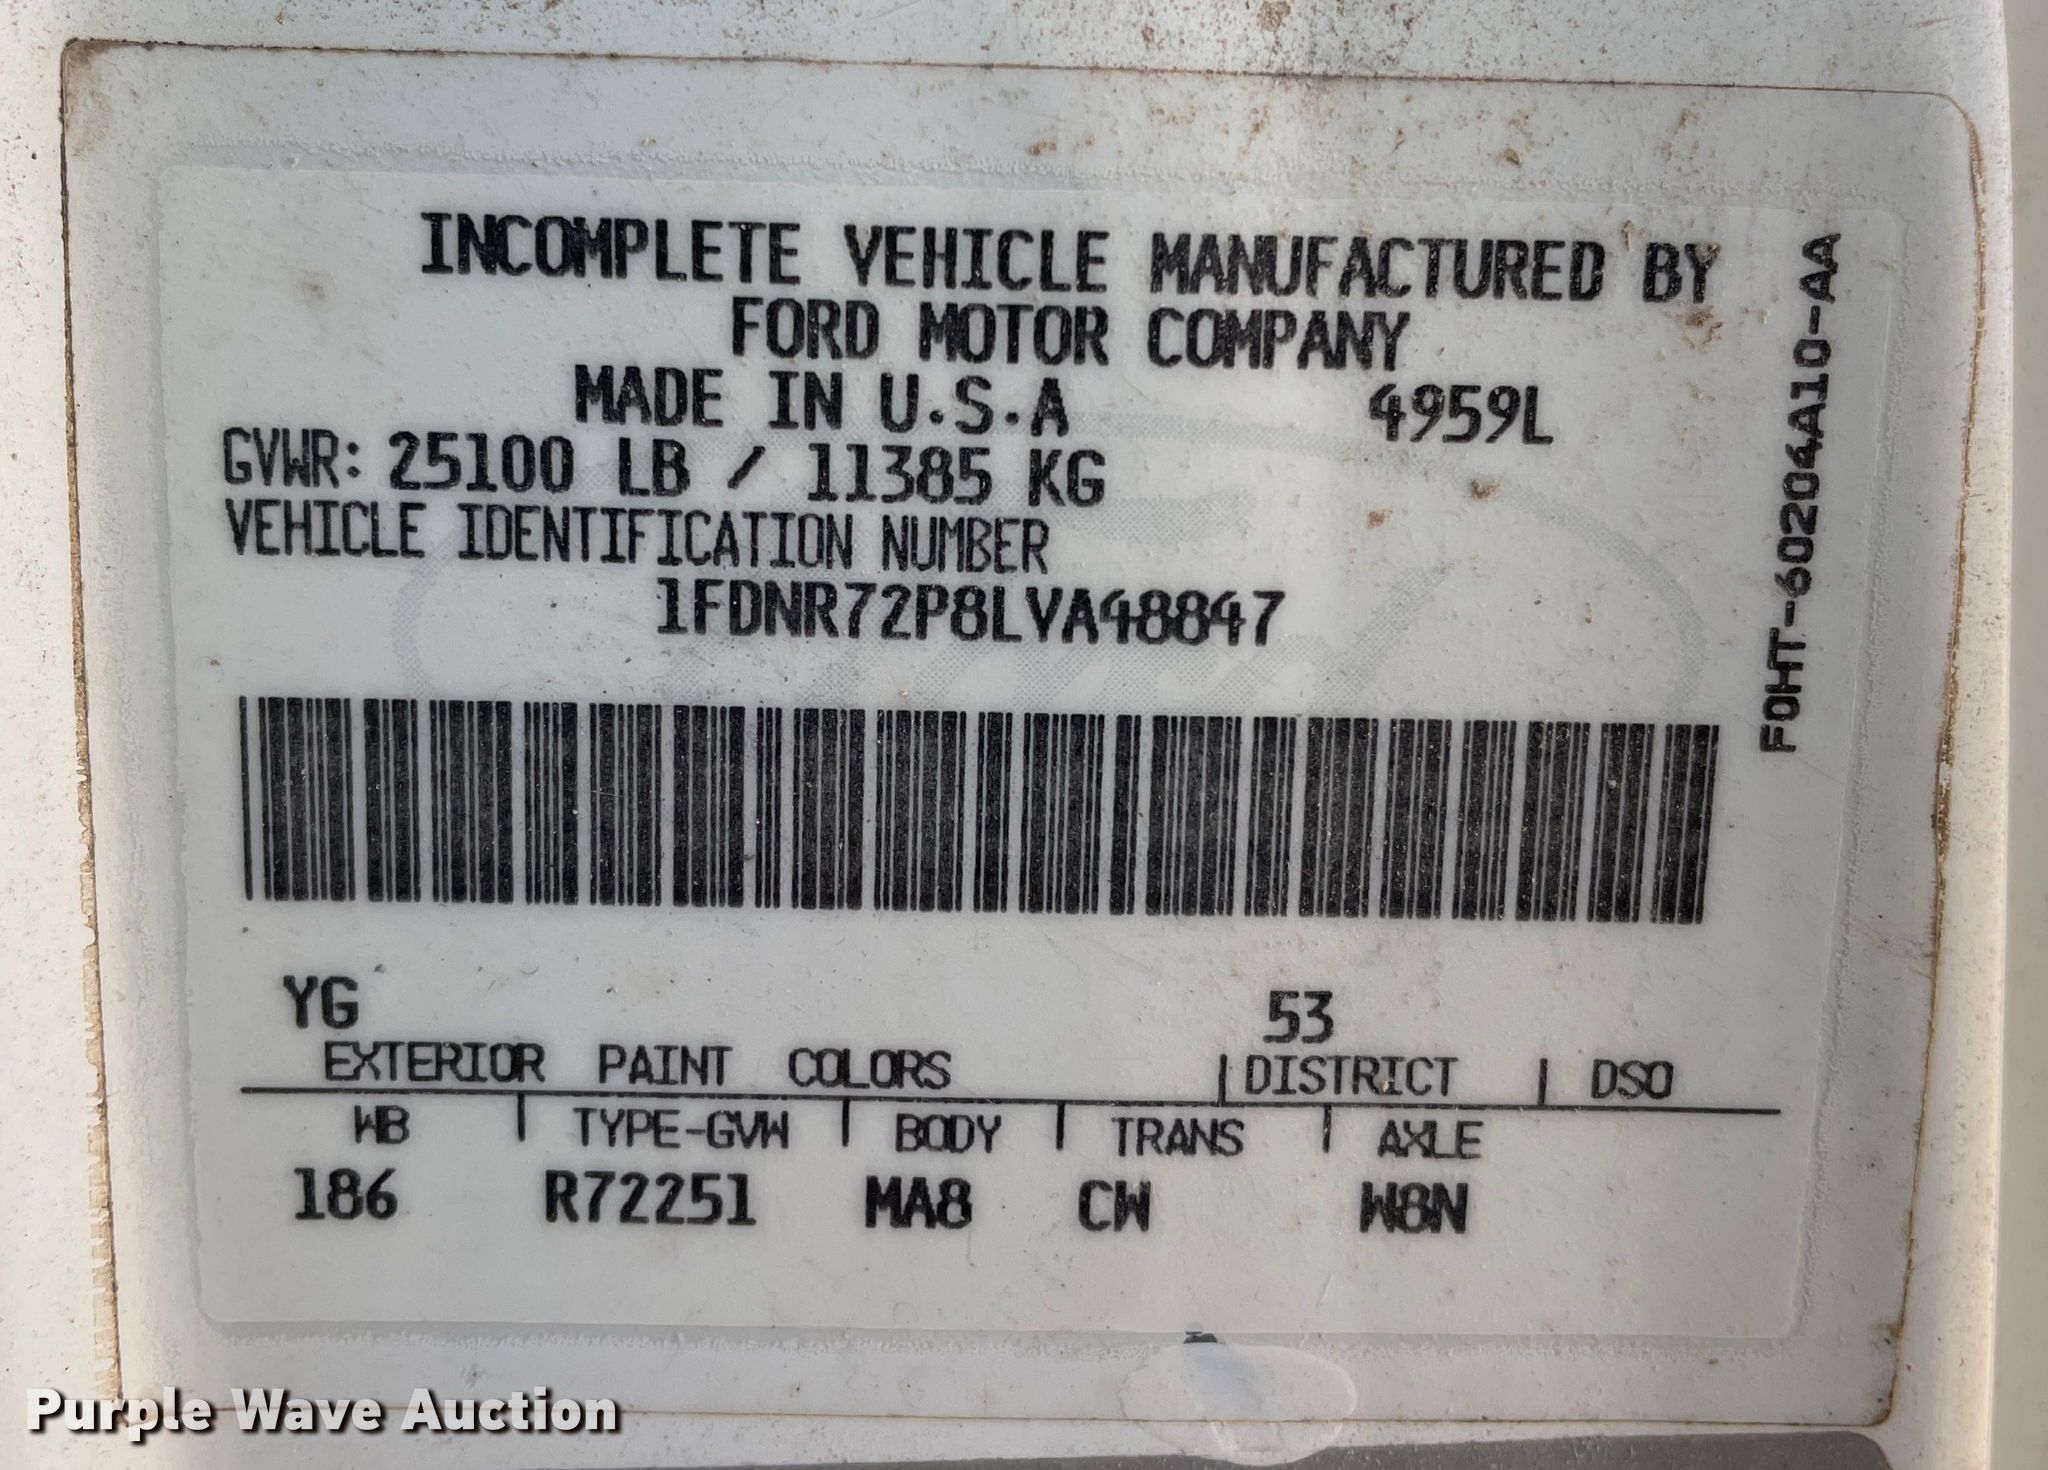 INCOMPLETE VEHICLE MANUFACTURED BY
FORD MOTOR COMPANY
MADE IN U.S.A 4959L
GVWR: 25100 LB / 11385 KG
VEHICLE IDENTIFICATION NUMBER
1FDNR72P8LVA48847
F0HT-60204A10-AA
YG 53
EXTERIOR PAINT COLORS | DISTRICT | DSO
WB | TYPE-GVW | BODY | TRANS | AXLE
186 R72251 MA8 CW W8N
Purple Wave Auction